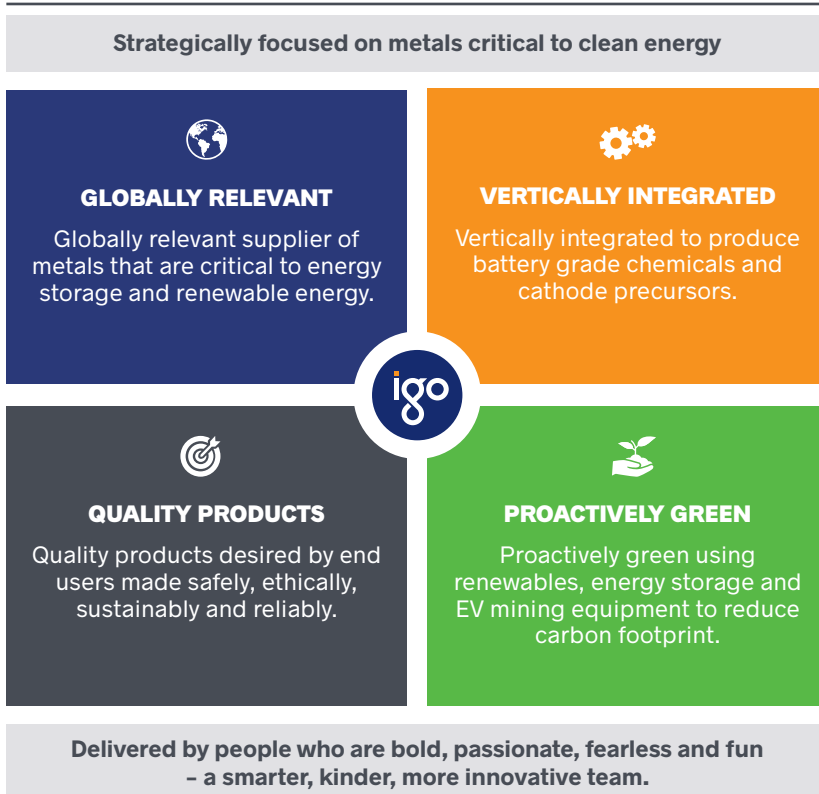 Strategically focused on metals critical to clean energy
GLOBALLY RELEVANT
Globally relevant supplier of
metals that are critical to energy
storage and renewable energy.
VERTICALLY INTEGRATED
Vertically integrated to produce
battery grade chemicals and
cathode precursors.
igo
QUALITY PRODUCTS
Quality products desired by end
users made safely, ethically,
sustainably and reliably.
PROACTIVELY GREEN
Proactively green using
renewables, energy storage and
EV mining equipment to reduce
carbon footprint.
Delivered by people who are bold, passionate, fearless and fun
– a smarter, kinder, more innovative team.